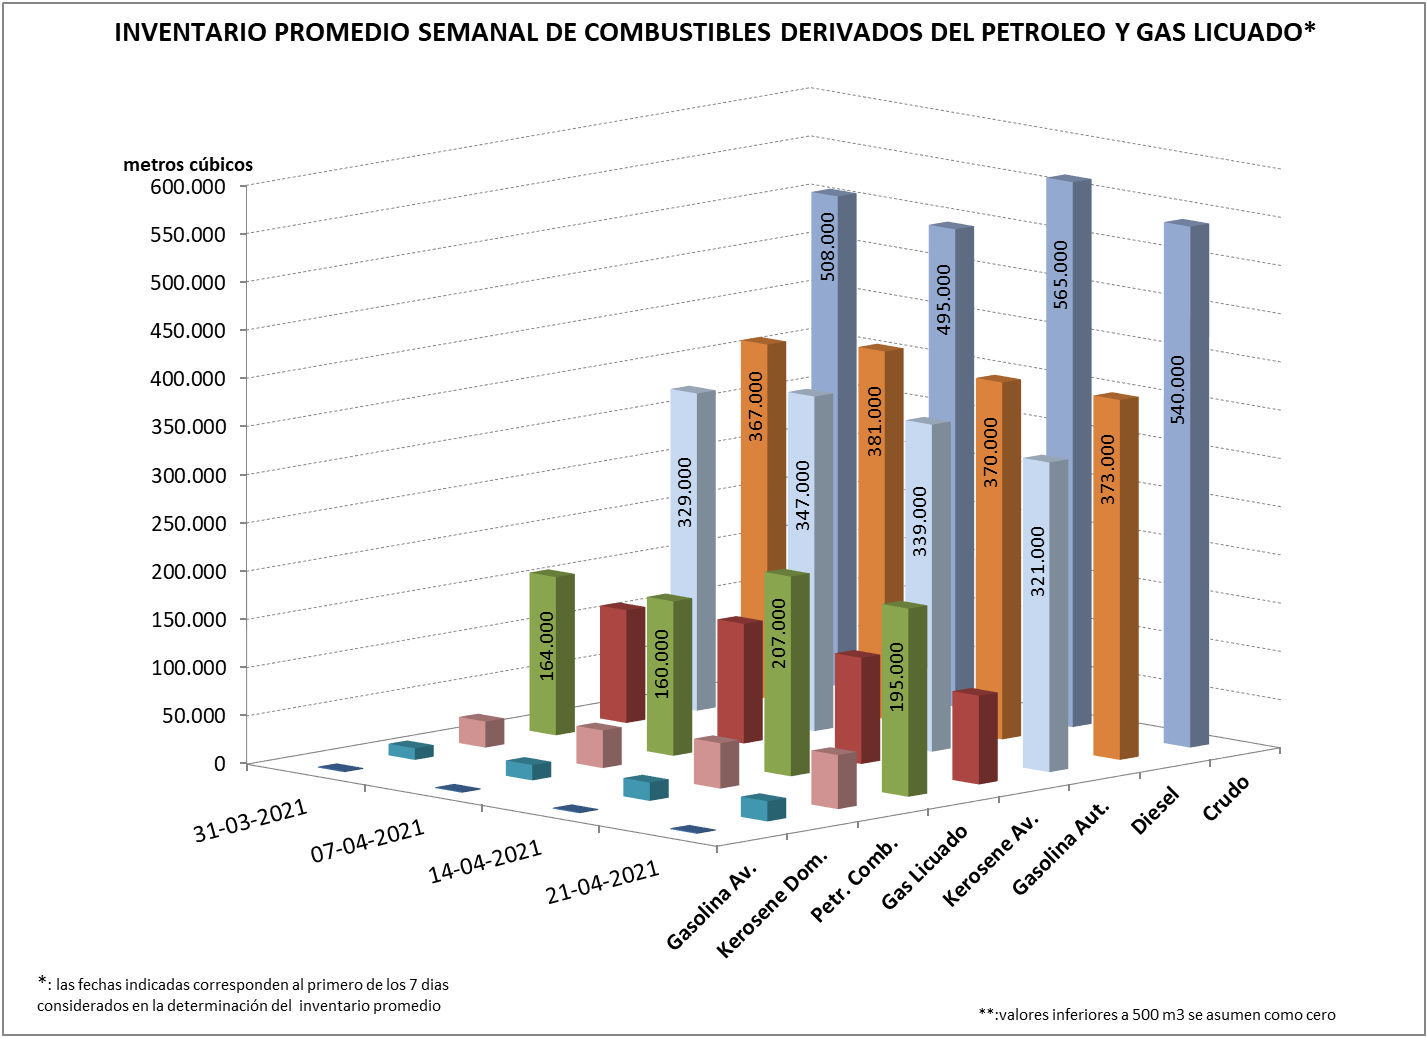 INVENTARIO PROMEDIO SEMANAL DE COMBUSTIBLES DERIVADOS DEL PETROLEO Y GAS LICUADO*
metros cúbicos
600.000
550.000
500.000
450.000
400.000
350.000
300.000
250.000
200.000
150.000
100.000
50.000
0
508.000
495.000
565.000
540.000
367.000
381.000
370.000
373.000
329.000
347.000
339.000
321.000
164.000
160.000
207.000
195.000
31-03-2021
07-04-2021
14-04-2021
21-04-2021
Gasolina Av.
Kerosene Dom.
Petr. Comb.
Gas Licuado
Kerosene Av.
Gasolina Aut.
Diesel
Crudo
*: las fechas indicadas corresponden al primero de los 7 dias
considerados en la determinación del inventario promedio
**:valores inferiores a 500 m3 se asumen como cero